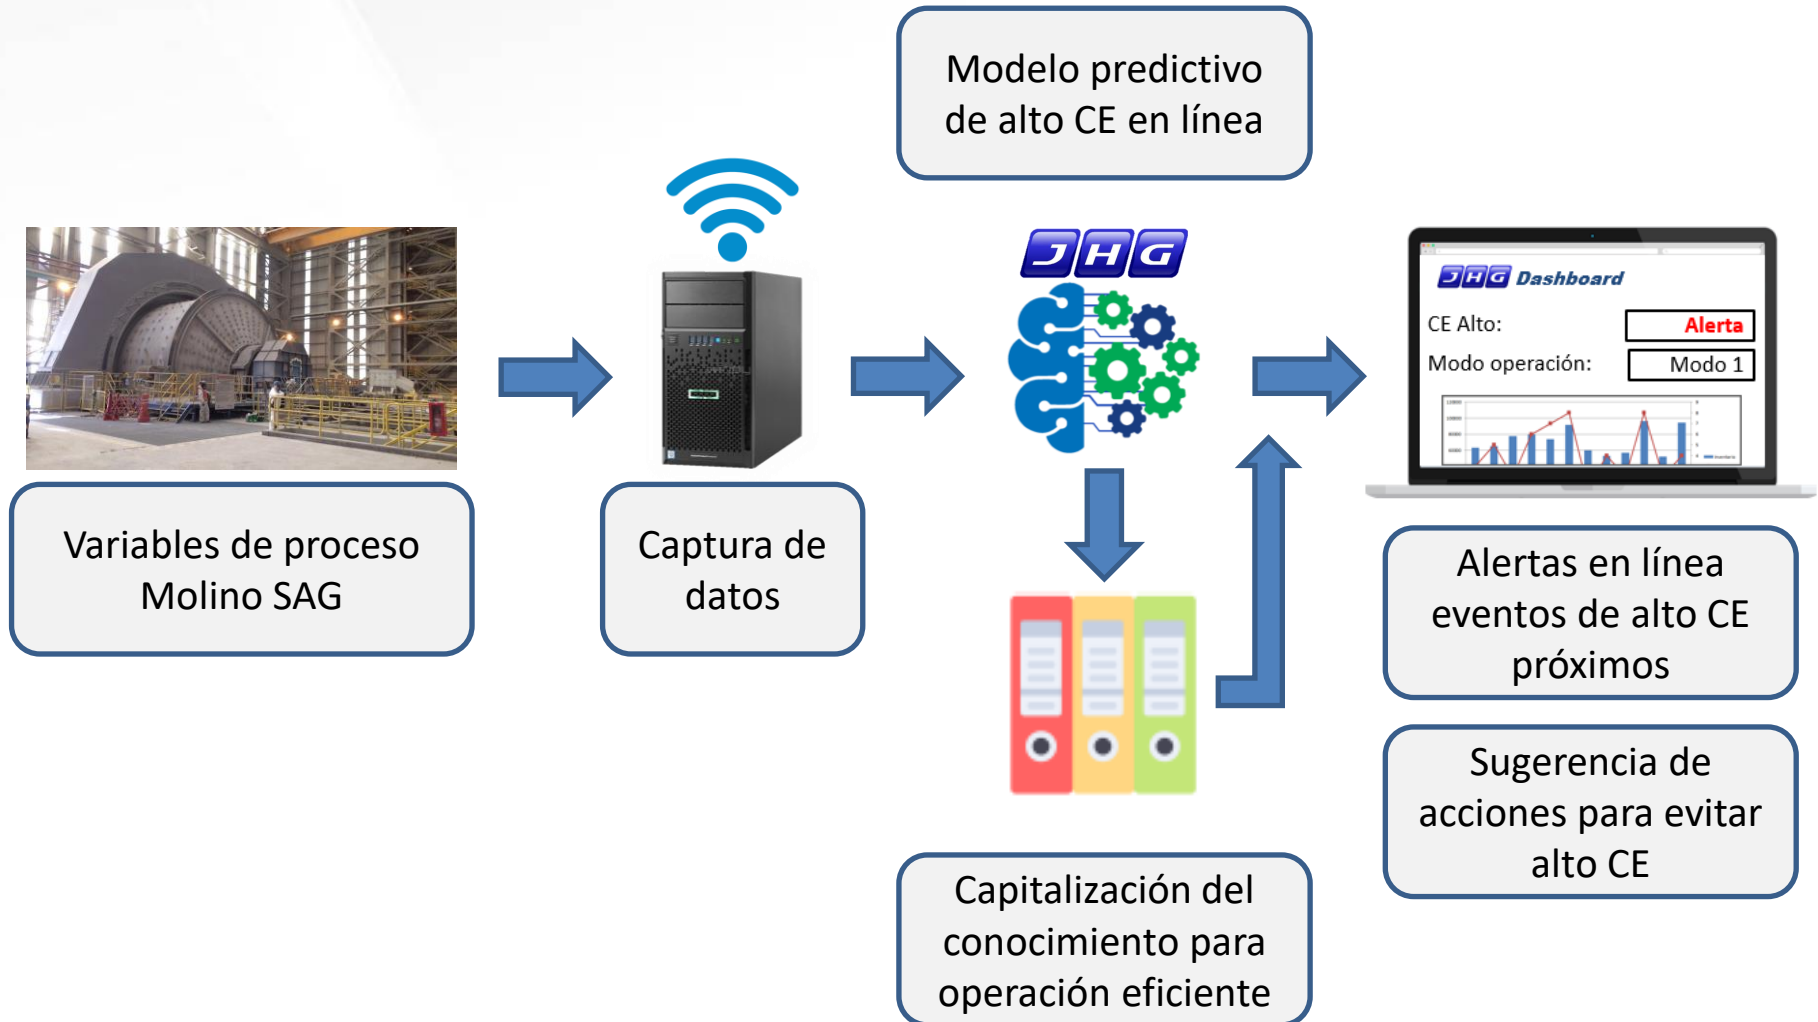 Modelo predictivo
de alto CE en línea
JHG
JHG Dashboard
CE Alto:
Alerta
Modo operación:
Modo 1
Variables de proceso
Molino SAG
Captura de
datos
Alertas en línea
eventos de alto CE
próximos
Sugerencia de
acciones para evitar
alto CE
Capitalización del
conocimiento para
operación eficiente